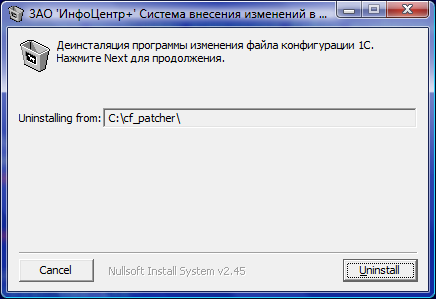 ЗАО 'ИнфоЦентр+' Система внесения изменений в ...
Деинсталяция программы изменения файла конфигурации 1С.
Нажмите Next для продолжения.
Uninstalling from: C:\cf_patcher\
Cancel Nullsoft Install System v2.45 Uninstall